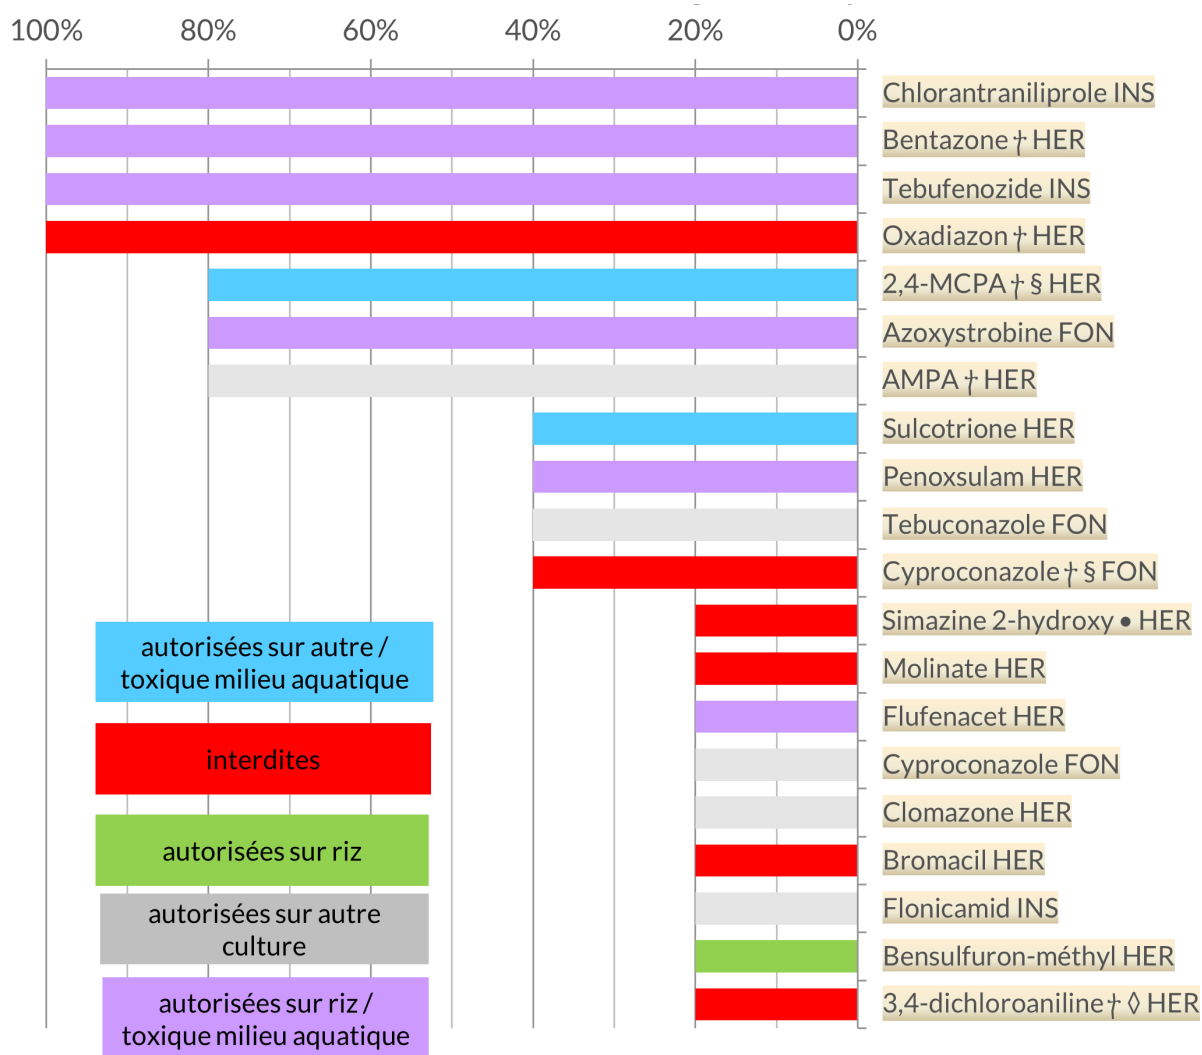 100% 80% 60% 40% 20% 0%
Chlorantraniliprole INS
Bentazone † HER
Tebufenozide INS
Oxadiazon † HER
2,4-MCPA † § HER
Azoxystrobine FON
AMPA † HER
Sulcotrione HER
Penoxsulam HER
Tebuconazole FON
Cyproconazole † § FON
Simazine 2-hydroxy • HER
Molinate HER
Flufenacet HER
Cyproconazole FON
Clomazone HER
Bromacil HER
Flonicamid INS
Bensulfuron-méthyl HER
3,4-dichloroaniline † ◊ HER
autorisées sur autre /
toxique milieu aquatique
interdites
autorisées sur riz
autorisées sur autre
culture
autorisées sur riz /
toxique milieu aquatique